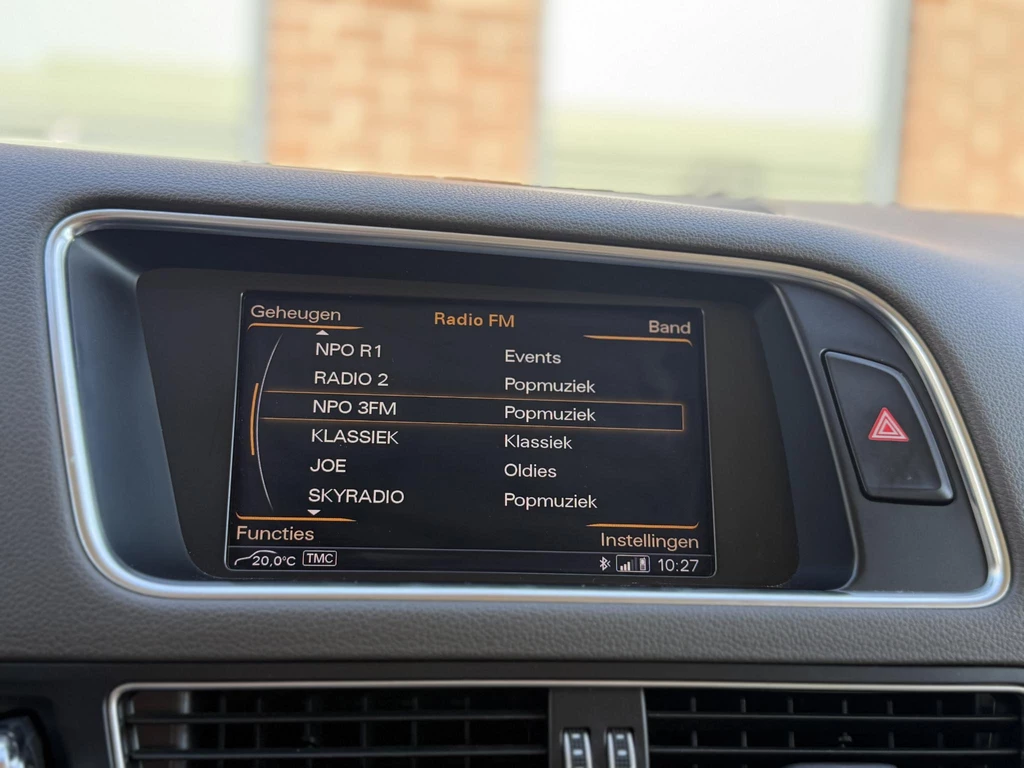 Geheugen Radio FM Band
NPO R1 Events
RADIO 2 Popmuziek
NPO 3FM Popmuziek
KLASSIEK Klassiek
JOE Oldies
SKYRADIO Popmuziek
Functies Instellingen
20,0°C TMC 10:27